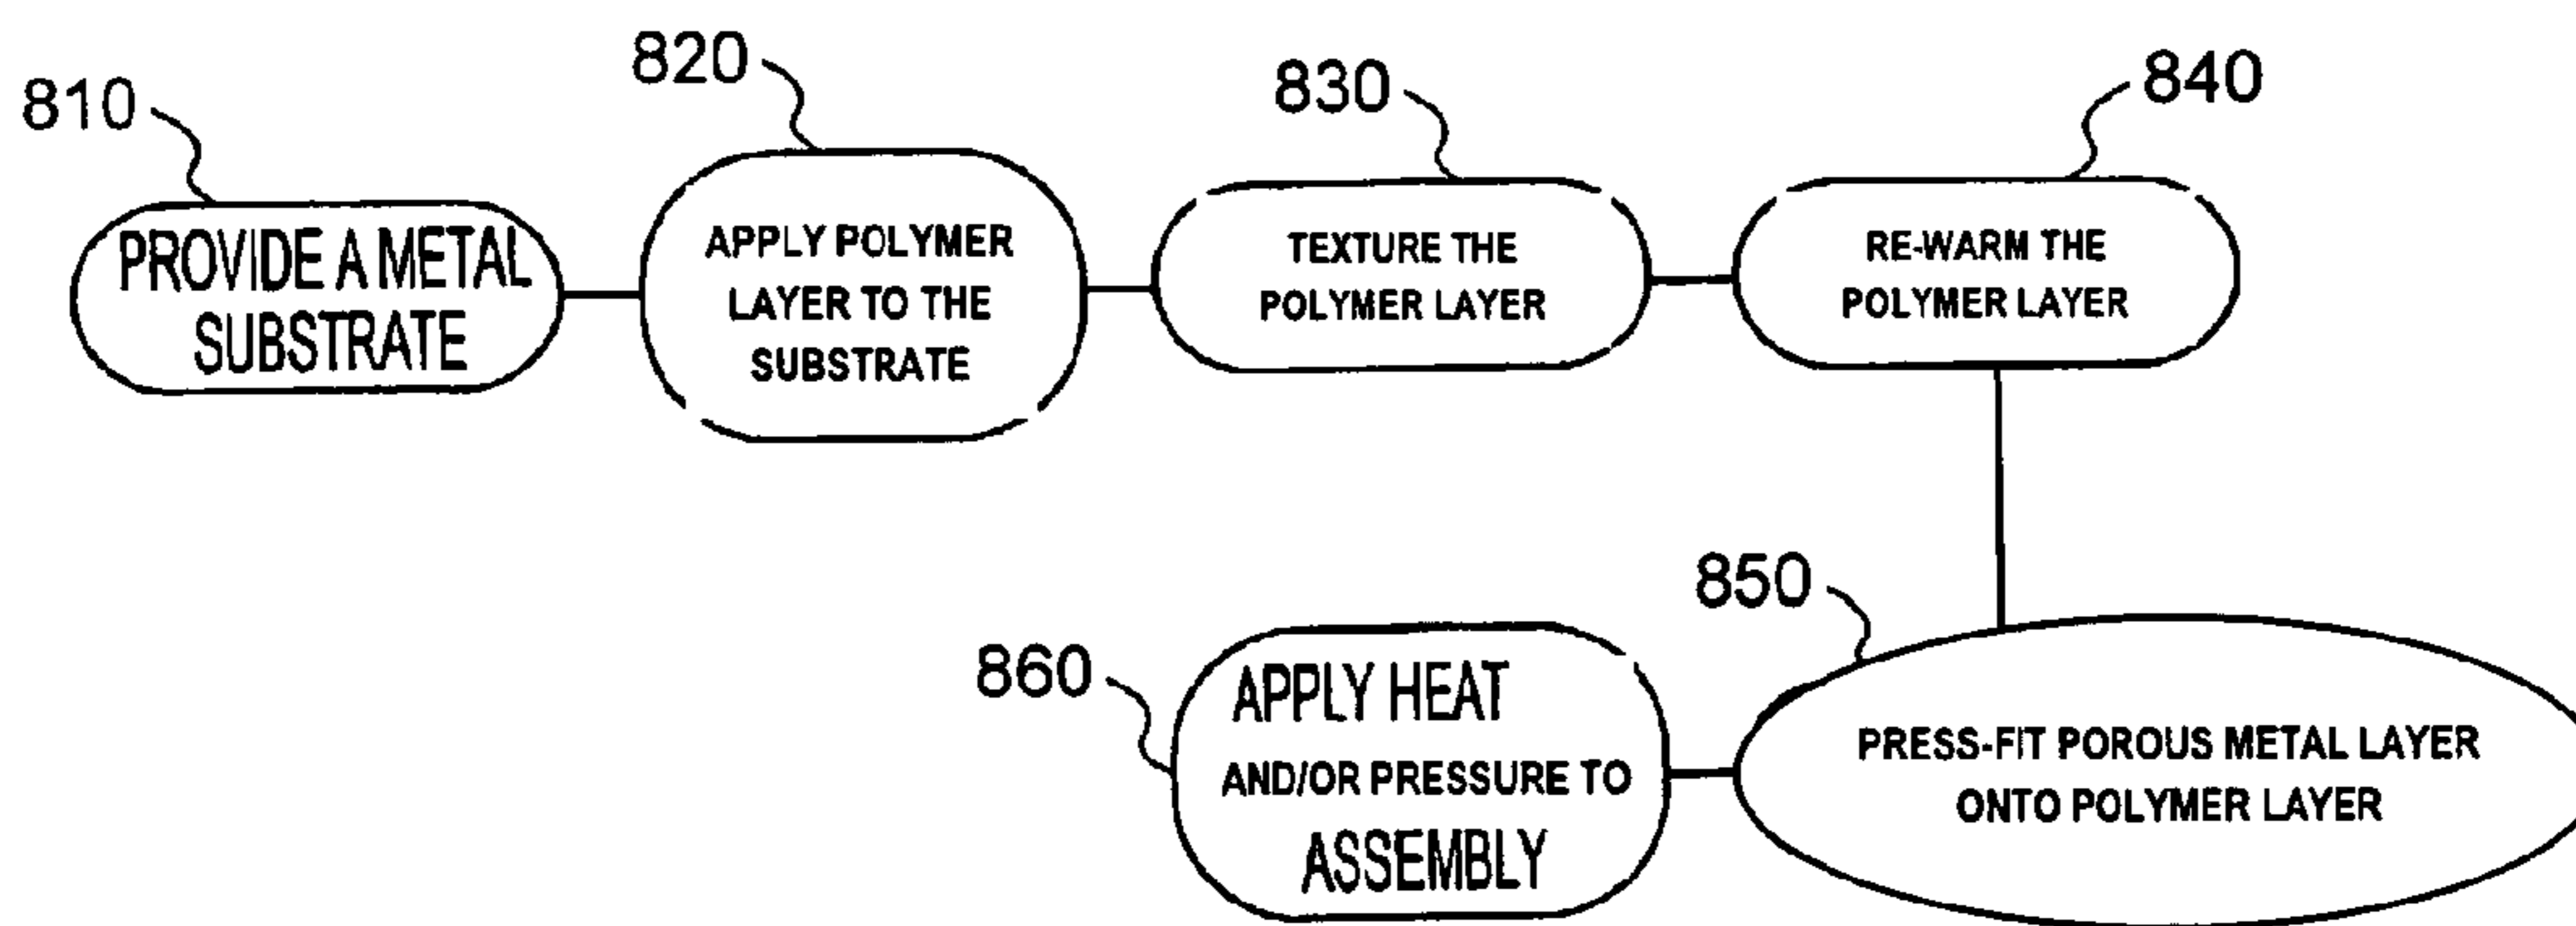 810
PROVIDE A METAL
SUBSTRATE
820
APPLY POLYMER
LAYER TO THE
SUBSTRATE
830
TEXTURE THE
POLYMER LAYER
840
RE-WARM THE
POLYMER LAYER
850
PRESS-FIT POROUS METAL LAYER
ONTO POLYMER LAYER
860
APPLY HEAT
AND/OR PRESSURE TO
ASSEMBLY